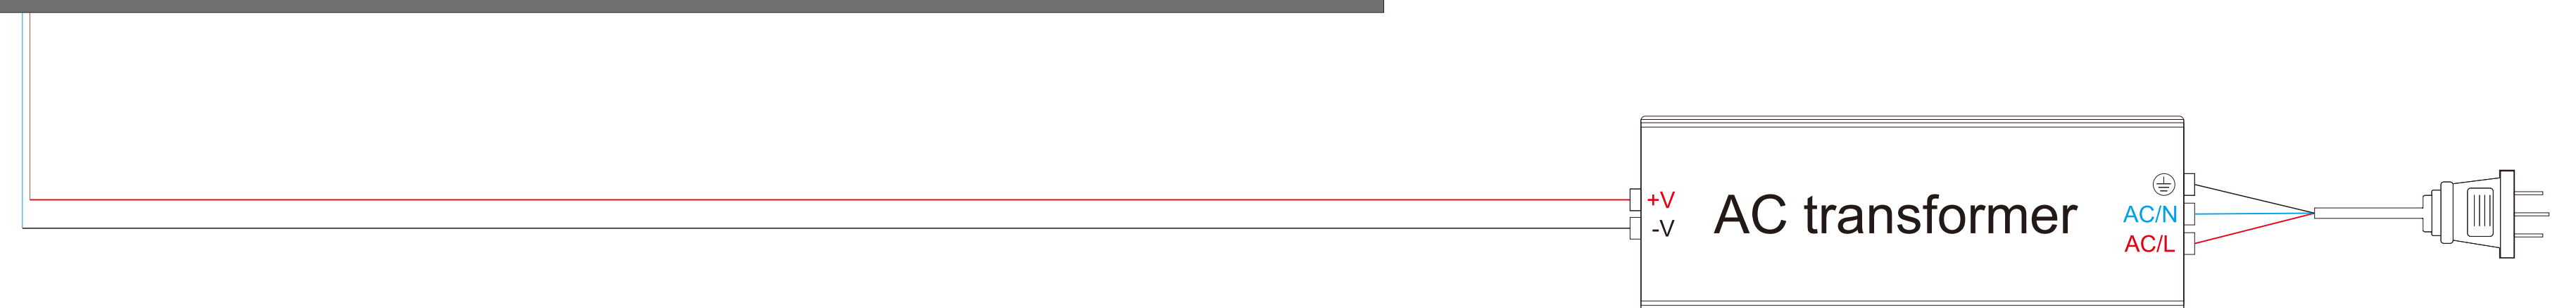 +V
-V
AC transformer
AC/N
AC/L